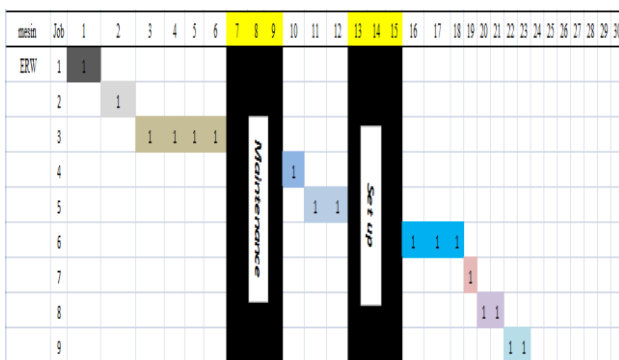 mesin Job 1 2 3 4 5 6 7 8 9 10 11 12 13 14 15 16 17 18 19 20 21 22 23 24 25 26 27 28 29 30
ERW 1 1
2 1
3 1 1 1 1
4 1
5 1 1
6 1 1 1
7 1
8 1 1
9 1 1
Maintenance
Set up